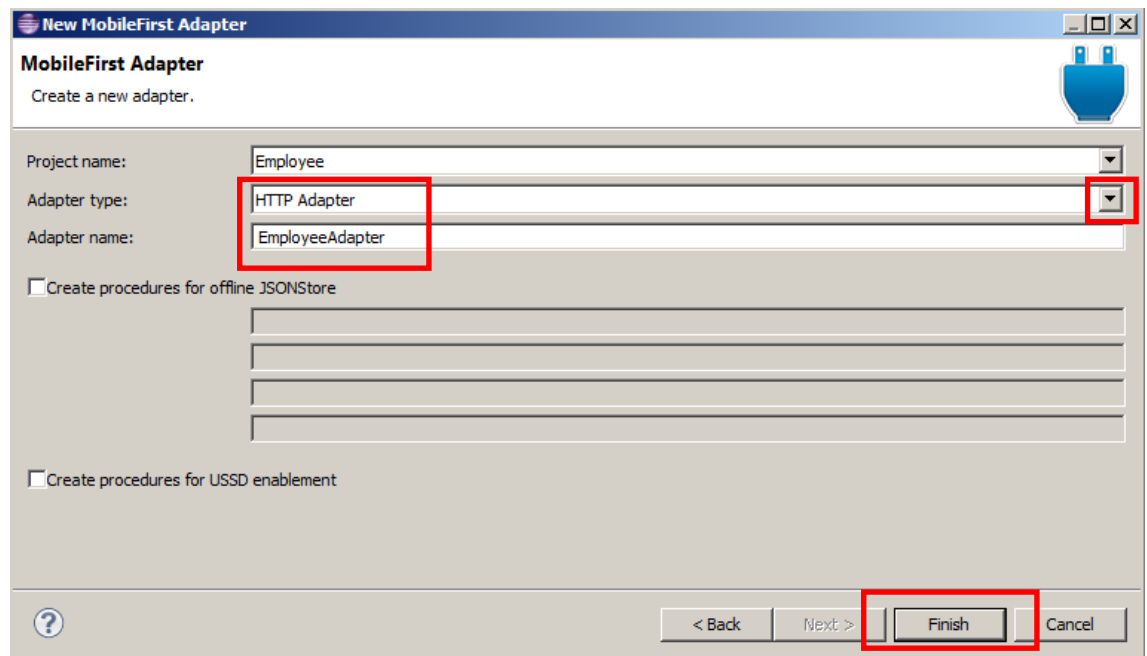 New MobileFirst Adapter
MobileFirst Adapter
Create a new adapter.
Project name: Employee
Adapter type: HTTP Adapter
Adapter name: EmployeeAdapter
Create procedures for offline JSONStore
Create procedures for USSD enablement
? < Back Next > Finish Cancel